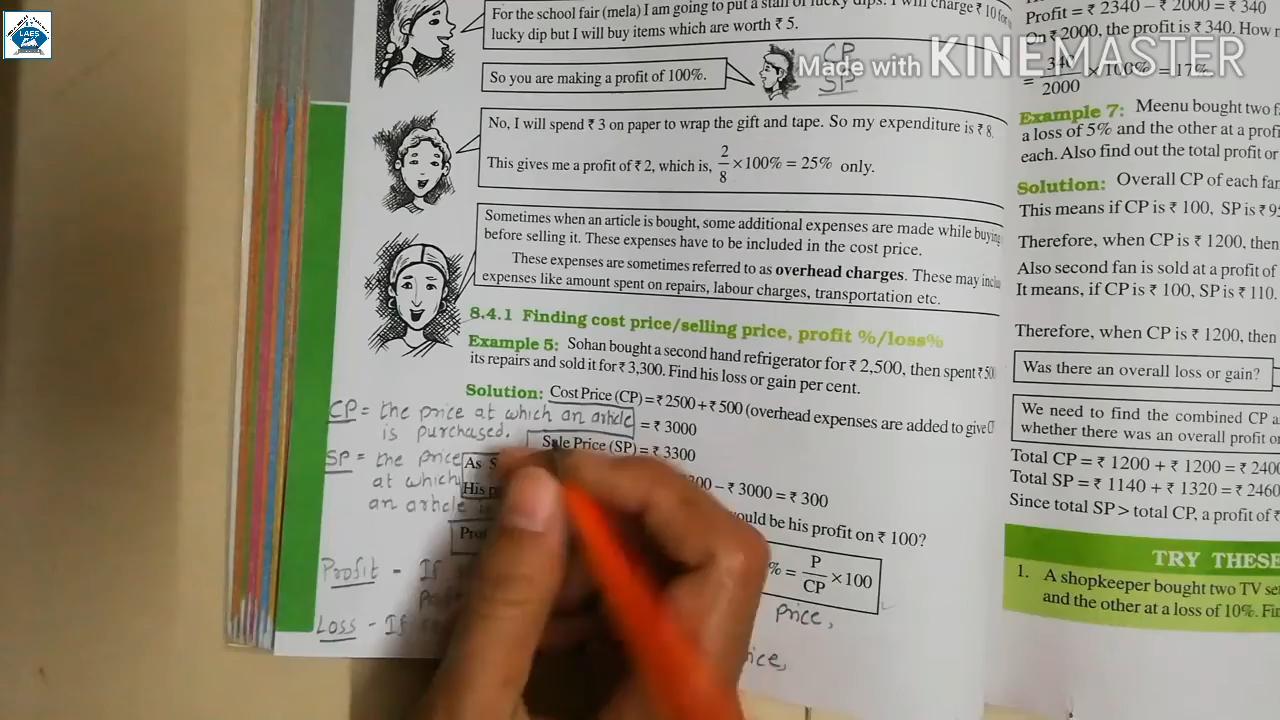 LAES
Made with KINEMASTER
For the school fair (mela) I am going to put a stall of lucky dips. I will charge ₹ 10 for
lucky dip but I will buy items which are worth ₹ 5.
So you are making a profit of 100%.
CP
SP
No, I will spend ₹ 3 on paper to wrap the gift and tape. So my expenditure is ₹ 8.
This gives me a profit of ₹ 2, which is, 2/8 ×100% = 25% only.
Sometimes when an article is bought, some additional expenses are made while buying
before selling it. These expenses have to be included in the cost price.
These expenses are sometimes referred to as overhead charges. These may inclu
expenses like amount spent on repairs, labour charges, transportation etc.
8.4.1 Finding cost price/selling price, profit %/loss%
Example 5: Sohan bought a second hand refrigerator for ₹ 2,500, then spent ₹ 50
its repairs and sold it for ₹ 3,300. Find his loss or gain per cent.
Solution: Cost Price (CP) = ₹ 2500 + ₹ 500 (overhead expenses are added to give C
= ₹ 3000
Sale Price (SP) = ₹ 3300
As S
300 – ₹ 3000 = ₹ 300
His p
ould be his profit on ₹ 100?
Pro
% = P/CP ×100
CP = the price at which an article
is purchased.
SP = the price
at which
an article
Profit - If
price,
Loss - If
ice,
Profit = ₹ 2340 – ₹ 2000 = ₹ 340
On ₹ 2000, the profit is ₹ 340. How
= 340/2000 ×100% = 17%
Example 7: Meenu bought two f
a loss of 5% and the other at a prof
each. Also find out the total profit or
Solution: Overall CP of each fan
This means if CP is ₹ 100, SP is ₹ 9
Therefore, when CP is ₹ 1200, then
Also second fan is sold at a profit of
It means, if CP is ₹ 100, SP is ₹ 110.
Therefore, when CP is ₹ 1200, then
Was there an overall loss or gain?
We need to find the combined CP a
whether there was an overall profit o
Total CP = ₹ 1200 + ₹ 1200 = ₹ 240
Total SP = ₹ 1140 + ₹ 1320 = ₹ 2460
Since total SP > total CP, a profit of ₹
TRY THESE
1. A shopkeeper bought two TV se
and the other at a loss of 10%. Fi